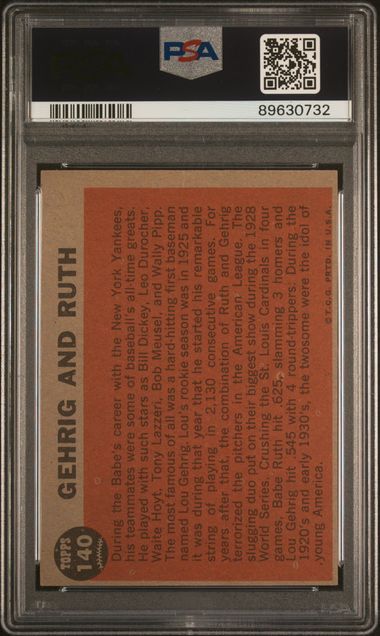 PSA
89630732
TOPPS
140
GEHRIG AND RUTH
During the Babe's career with the New York Yankees,
his teammates were some of baseball's all-time greats.
He played with such stars as Bill Dickey, Leo Durocher,
Waite Hoyt, Tony Lazzeri, Bob Meusel, and Wally Pipp.
The most famous of all was a hard-hitting first baseman
named Lou Gehrig. Lou's rookie season was in 1925 and
it was during that year that he started his remarkable
string of playing in 2,130 consecutive games. For
years after that, the combination of Ruth and Gehrig
terrorized the pitchers of the American League. The
slugging duo put on their biggest show during the 1928
World Series. Crushing the St. Louis Cardinals in four
games, Babe Ruth hit .625, slamming 3 homers and
Lou Gehrig hit .545 with 4 round-trippers. During the
1920's and early 1930's, the twosome were the idol of
young America.
© T.C.G. PRTD. IN U.S.A.